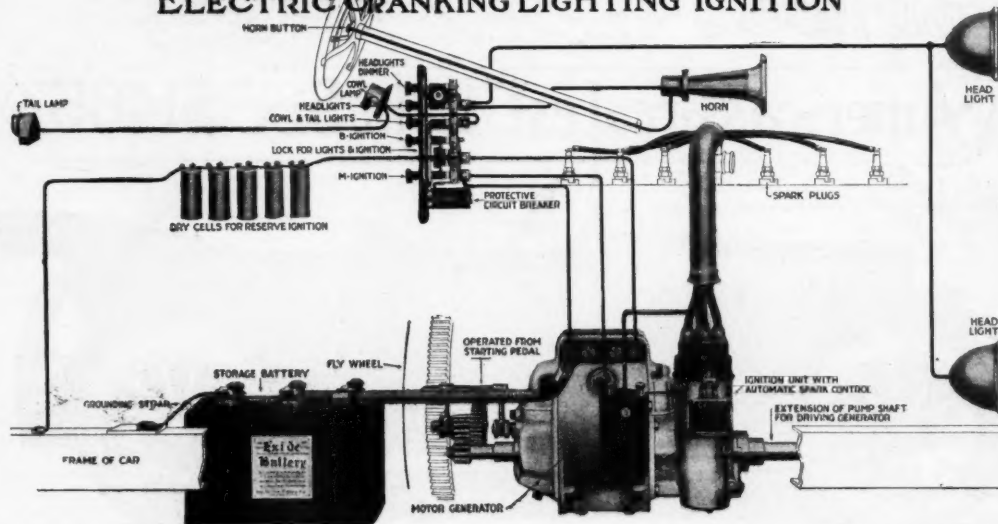 ELECTRIC CRANKING LIGHTING IGNITION
HORN BUTTON
HEADLIGHTS
DIMMER
COWL
LAMP
HEADLIGHTS
COWL & TAIL LIGHTS
B-IGNITION
LOCK FOR LIGHTS & IGNITION
M-IGNITION
TAIL LAMP
HORN
HEAD
LIGHT
SPARK PLUGS
PROTECTIVE
CIRCUIT BREAKER
DRY CELLS FOR RESERVE IGNITION
HEAD
LIGHT
OPERATED FROM
STARTING PEDAL
FLY WHEEL
STORAGE BATTERY
GROUNDING STRAP
IGNITION UNIT WITH
AUTOMATIC SPARK CONTROL
EXTENSION OF PUMP SHAFT
FOR DRIVING GENERATOR
FRAME OF CAR
Exide
Battery
MOTOR GENERATOR